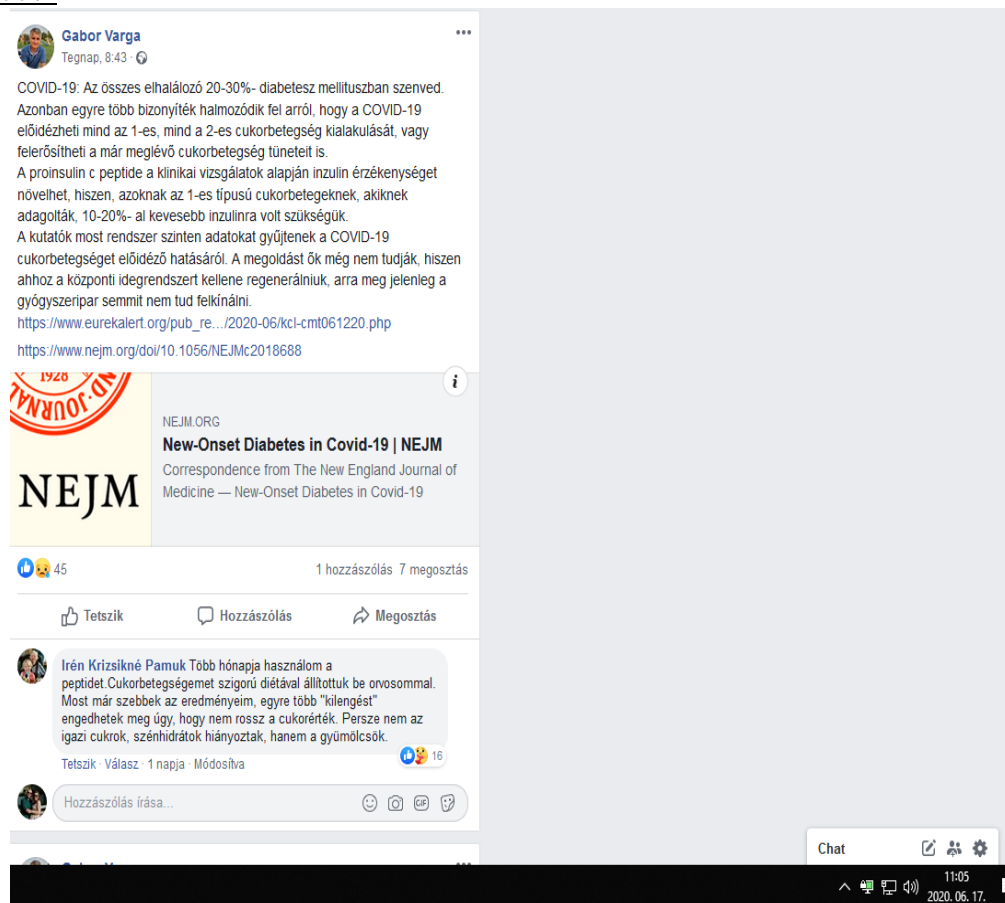 Gabor Varga
Tegnap, 8:43 ·
COVID-19: Az összes elhalálozó 20-30%- diabetesz mellituszban szenved.
Azonban egyre több bizonyíték halmozódik fel arról, hogy a COVID-19
előidézheti mind az 1-es, mind a 2-es cukorbetegség kialakulását, vagy
felerősítheti a már meglévő cukorbetegség tüneteit is.
A proinsulin c peptide a klinikai vizsgálatok alapján inzulin érzékenységet
növelhet, hiszen, azoknak az 1-es típusú cukorbetegeknek, akiknek
adagolták, 10-20%- al kevesebb inzulinra volt szükségük.
A kutatók most rendszer szinten adatokat gyűjtenek a COVID-19
cukorbetegséget előidéző hatásáról. A megoldást ők még nem tudják, hiszen
ahhoz a központi idegrendszert kellene regenerálniuk, arra meg jelenleg a
gyógyszeripar semmit nem tud felkínálni.
https://www.eurekalert.org/pub_re.../2020-06/kcl-cmt061220.php
https://www.nejm.org/doi/10.1056/NEJMc2018688
1928
ND·JOURNAL
NEJM
NEJM.ORG
New-Onset Diabetes in Covid-19 | NEJM
Correspondence from The New England Journal of
Medicine — New-Onset Diabetes in Covid-19
45
1 hozzászólás 7 megosztás
Tetszik Hozzászólás Megosztás
Irén Krizsikné Pamuk Több hónapja használom a
peptidet.Cukorbetegségemet szigorú diétával állítottuk be orvosommal.
Most már szebbek az eredményeim, egyre több "kilengést"
engedhetek meg úgy, hogy nem rossz a cukorérték. Persze nem az
igazi cukrok, szénhidrátok hiányoztak, hanem a gyümölcsök.
16
Tetszik · Válasz · 1 napja · Módosítva
Hozzászólás írása...
GIF
Chat
11:05
2020. 06. 17.